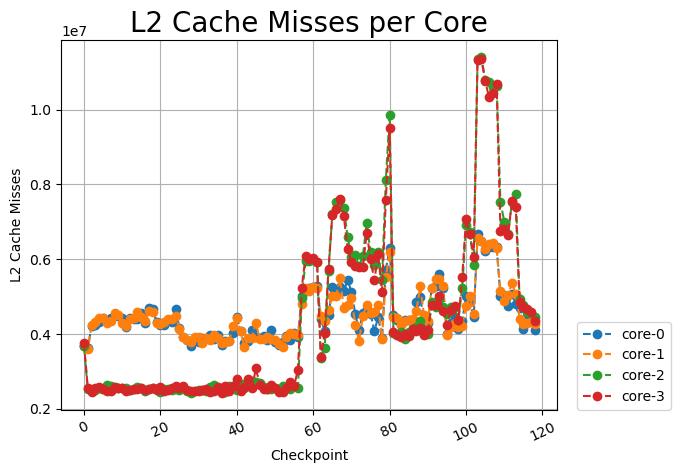 L2 Cache Misses per Core
1e7
1.0
0.8
0.6
0.4
0.2
L2 Cache Misses
0 20 40 60 80 100 120
Checkpoint
core-0
core-1
core-2
core-3